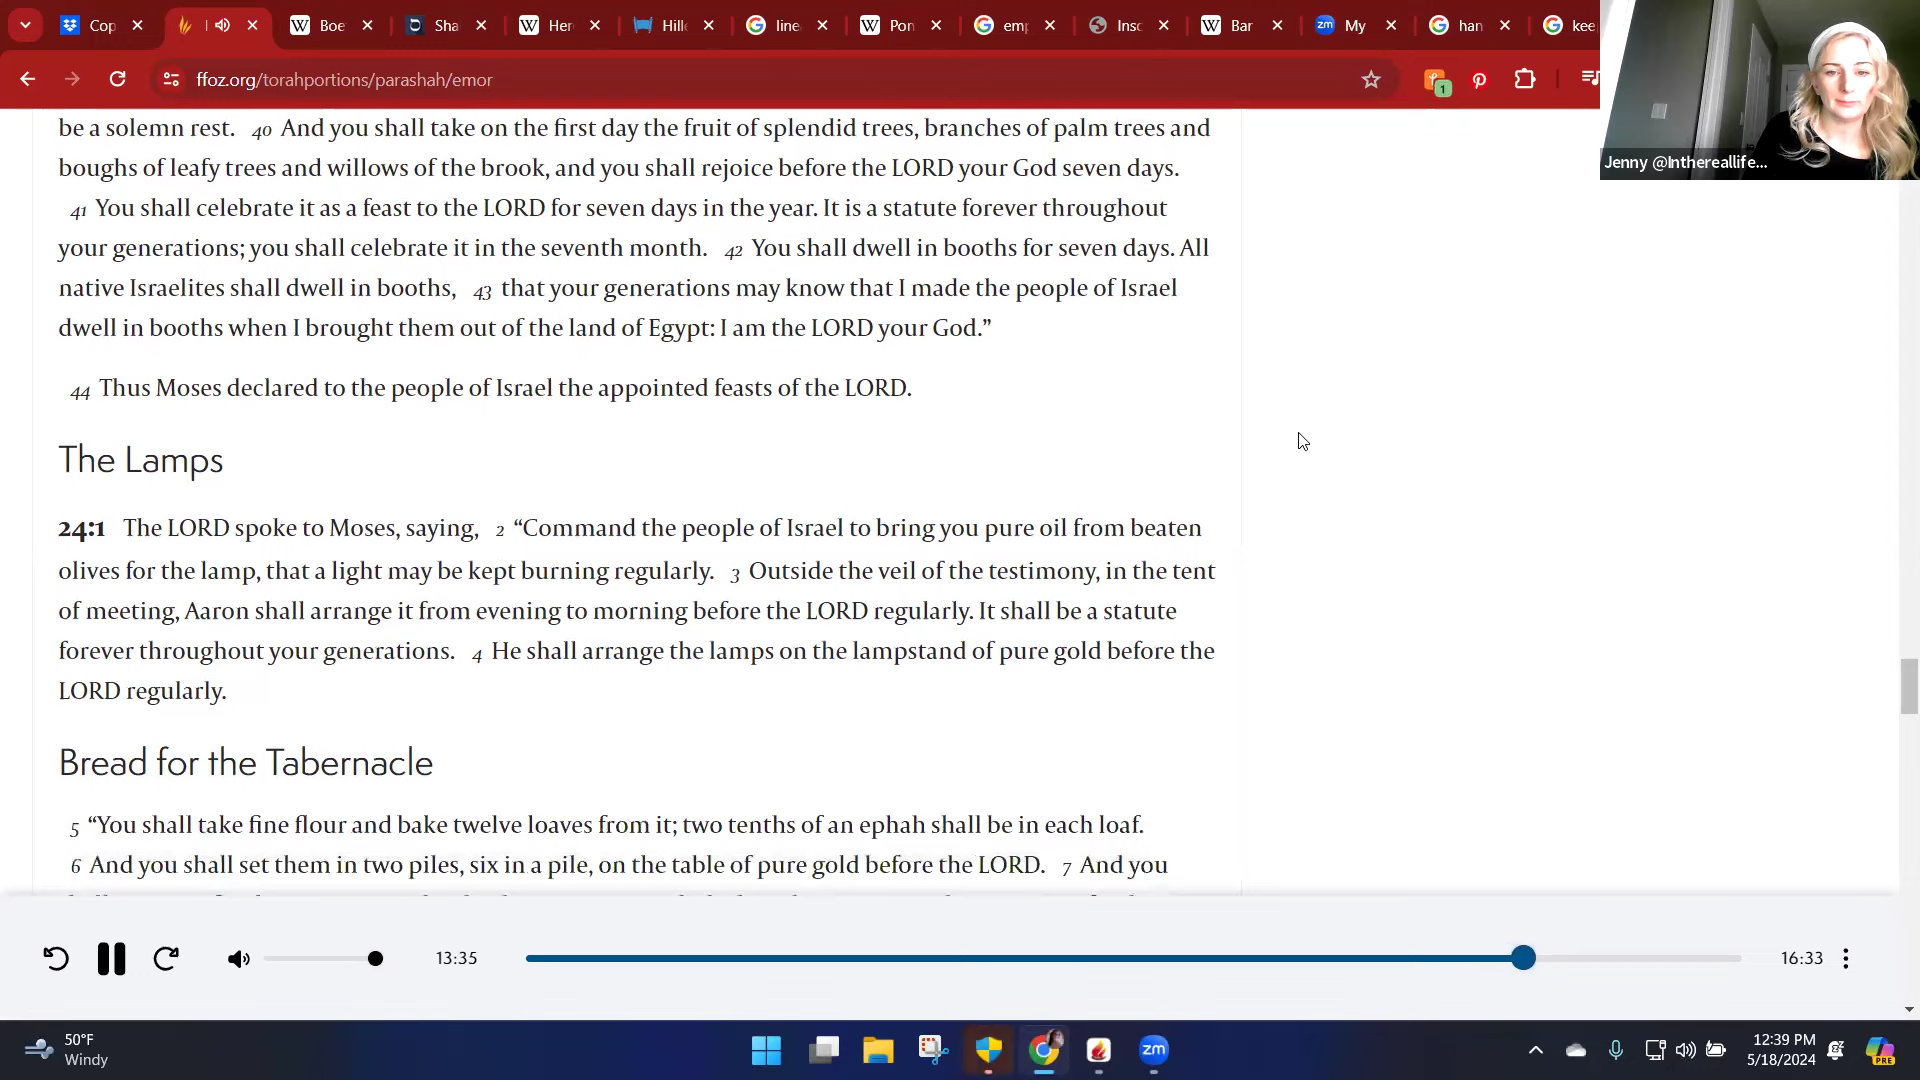 Cop
Boe
Sha
Her
Hille
line
Pon
emp
Insc
Bar
My
han
kee
ffoz.org/torahportions/parashah/emor
1
Jenny @Inthereallife...
be a solemn rest. 40 And you shall take on the first day the fruit of splendid trees, branches of palm trees and
boughs of leafy trees and willows of the brook, and you shall rejoice before the LORD your God seven days.
41 You shall celebrate it as a feast to the LORD for seven days in the year. It is a statute forever throughout
your generations; you shall celebrate it in the seventh month. 42 You shall dwell in booths for seven days. All
native Israelites shall dwell in booths, 43 that your generations may know that I made the people of Israel
dwell in booths when I brought them out of the land of Egypt: I am the LORD your God.”
44 Thus Moses declared to the people of Israel the appointed feasts of the LORD.
The Lamps
24:1 The LORD spoke to Moses, saying, 2 “Command the people of Israel to bring you pure oil from beaten
olives for the lamp, that a light may be kept burning regularly. 3 Outside the veil of the testimony, in the tent
of meeting, Aaron shall arrange it from evening to morning before the LORD regularly. It shall be a statute
forever throughout your generations. 4 He shall arrange the lamps on the lampstand of pure gold before the
LORD regularly.
Bread for the Tabernacle
5 “You shall take fine flour and bake twelve loaves from it; two tenths of an ephah shall be in each loaf.
6 And you shall set them in two piles, six in a pile, on the table of pure gold before the LORD. 7 And you
13:35
16:33
50°F
Windy
zm
12:39 PM
5/18/2024
PRE